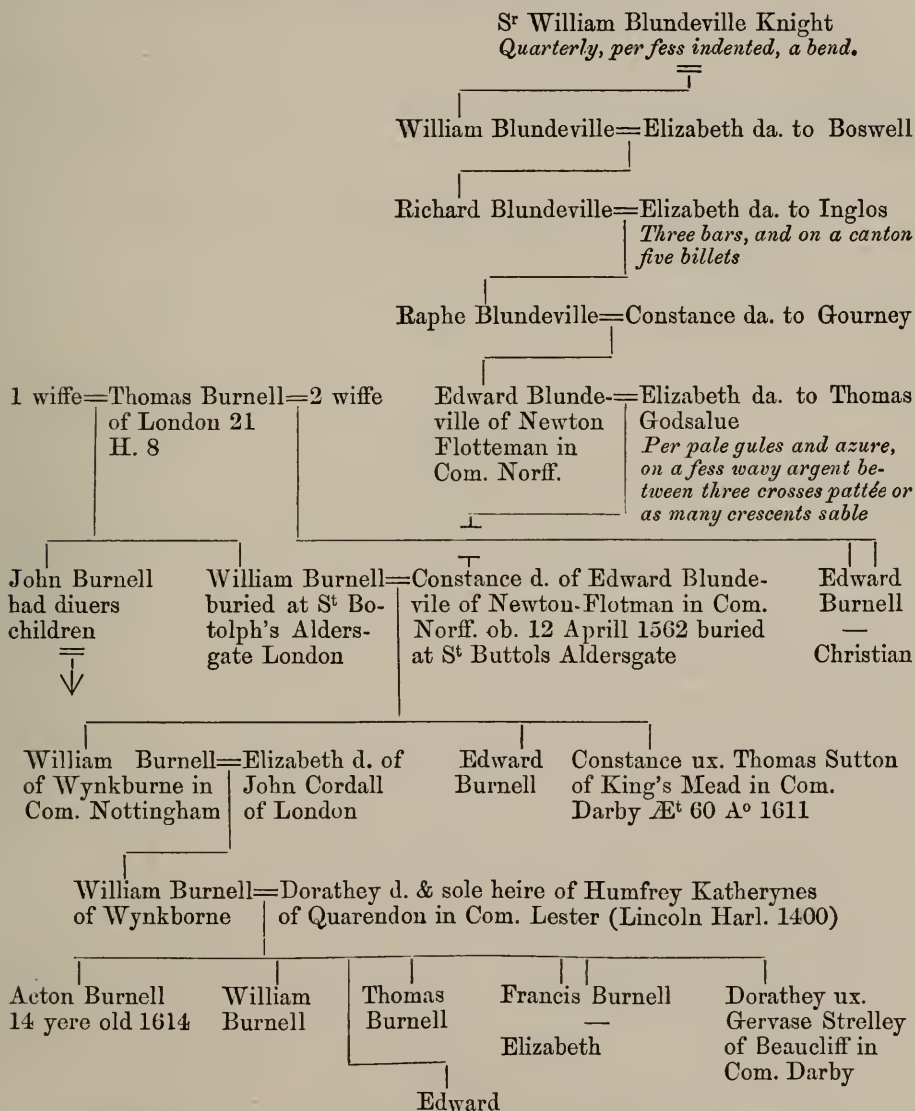 Sr William Blundeville Knight
Quarterly, per fess indented, a bend.
William Blundeville=Elizabeth da. to Boswell
Richard Blundeville=Elizabeth da. to Inglos
Three bars, and on a canton
five billets
Raphe Blundeville=Constance da. to Gourney
1 wiffe=Thomas Burnell=2 wiffe
of London 21
H. 8
Edward Blunde-
ville of Newton
Flotteman in
Com. Norff.
=Elizabeth da. to Thomas
Godsalue
Per pale gules and azure,
on a fess wavy argent be-
tween three crosses pattée or
as many crescents sable
John Burnell
had diuers
children
William Burnell=
buried at St Bo-
tolph's Alders-
gate London
Constance d. of Edward Blunde-
vile of Newton-Flotman in Com.
Norff. ob. 12 Aprill 1562 buried
at St Buttols Aldersgate
Edward
Burnell
—
Christian
William Burnell=
of Wynkburne in
Com. Nottingham
Elizabeth d. of
John Cordall
of London
Edward
Burnell
Constance ux. Thomas Sutton
of King's Mead in Com.
Darby Æt 60 Ao 1611
William Burnell=
of Wynkborne
Dorathey d. & sole heire of Humfrey Katherynes
of Quarendon in Com. Lester (Lincoln Harl. 1400)
Acton Burnell
14 yere old 1614
William
Burnell
Thomas
Burnell
Francis Burnell
—
Elizabeth
Dorathey ux.
Gervase Strelley
of Beaucliff in
Com. Darby
Edward